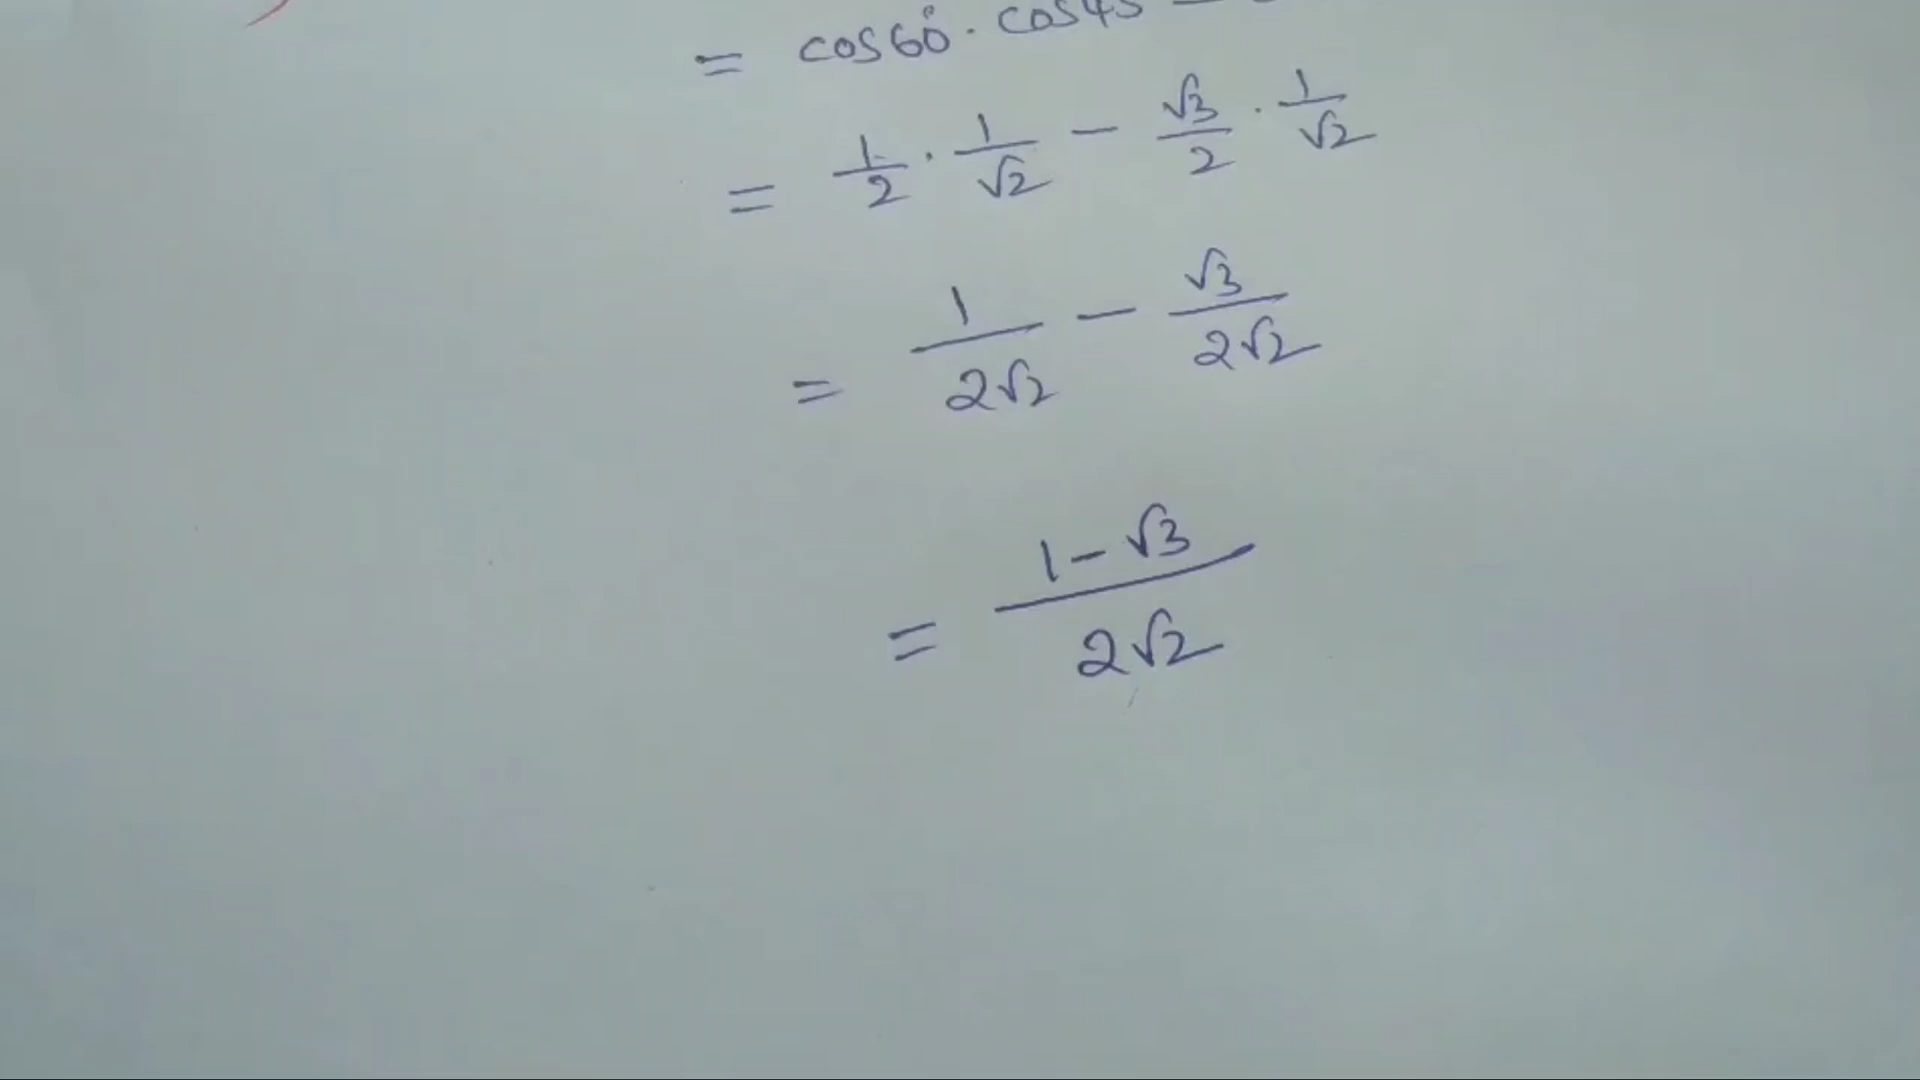 = cos60° . cos45 -
= 1/2 . 1/√2 - √3/2 . 1/√2
= 1/2√2 - √3/2√2
= 1-√3/2√2